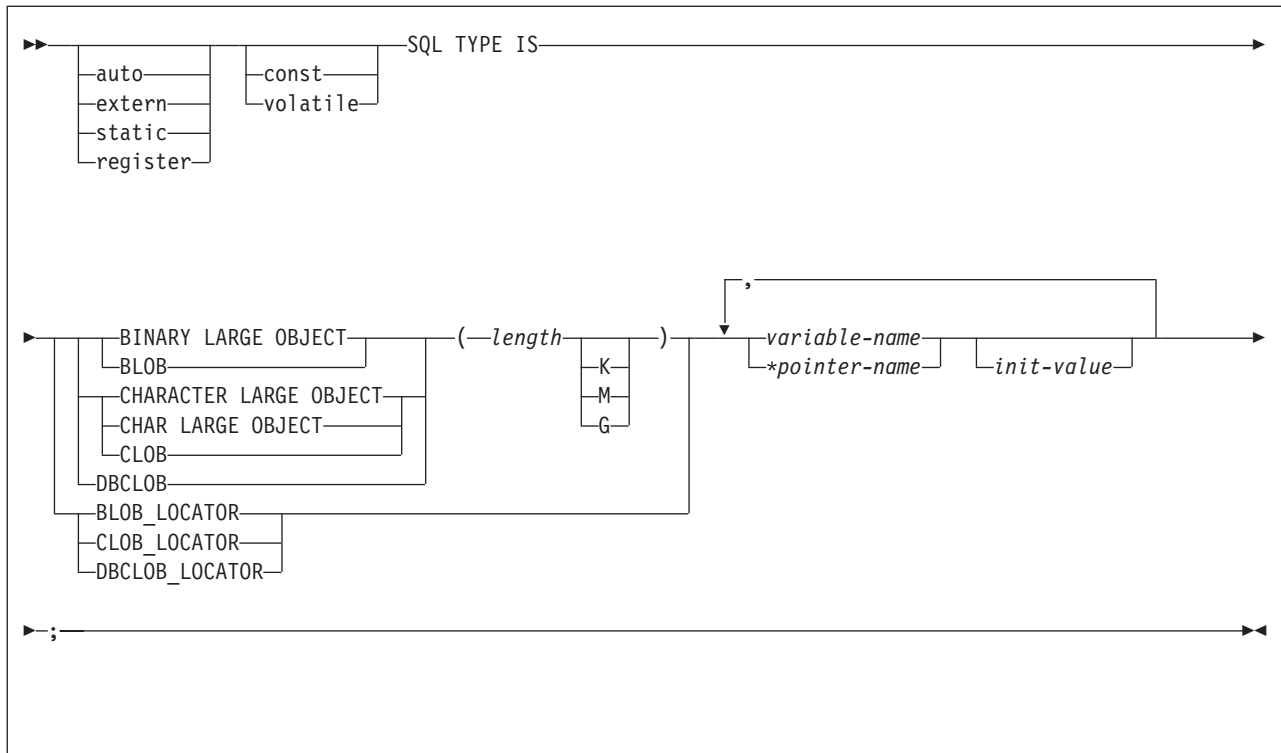 SQL TYPE IS
auto const
extern volatile
static
register
,
BINARY LARGE OBJECT ( length ) variable-name
BLOB K *pointer-name init-value
CHARACTER LARGE OBJECT M
CHAR LARGE OBJECT G
CLOB
DBCLOB
BLOB_LOCATOR
CLOB_LOCATOR
DBCLOB_LOCATOR
;